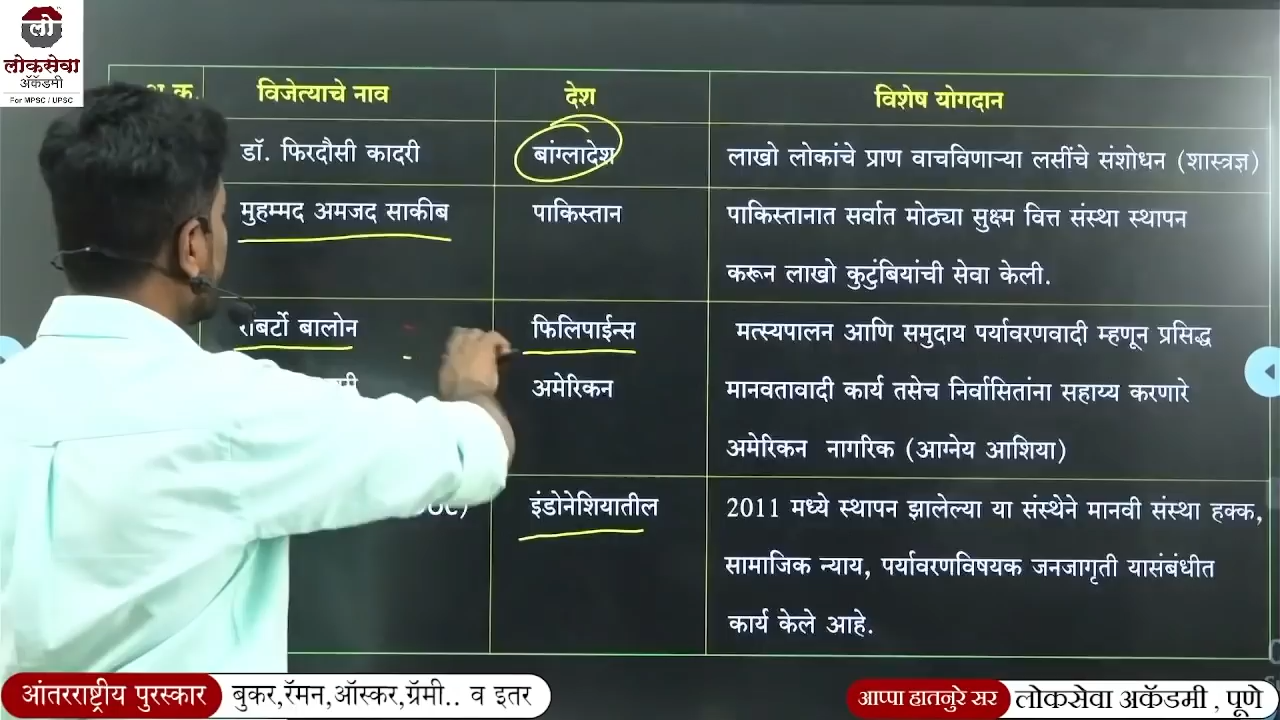 लो
लोकसेवा
अ‍ॅकॅडमी
For MPSC / UPSC
विजेत्याचे नाव देश विशेष योगदान
डॉ. फिरदौसी कादरी बांग्लादेश लाखो लोकांचे प्राण वाचविणाऱ्या लसींचे संशोधन (शास्त्रज्ञ)
मुहम्मद अमजद साकीब पाकिस्तान पाकिस्तानात सर्वात मोठ्या सुक्ष्म वित्त संस्था स्थापन
करून लाखो कुटुंबियांची सेवा केली.
बालोन फिलिपाईन्स मत्स्यपालन आणि समुदाय पर्यावरणवादी म्हणून प्रसिद्ध
अमेरिकन मानवतावादी कार्य तसेच निर्वासितांना सहाय्य करणारे
अमेरिकन नागरिक (आग्नेय आशिया)
इंडोनेशियातील 2011 मध्ये स्थापन झालेल्या या संस्थेने मानवी संस्था हक्क,
सामाजिक न्याय, पर्यावरणविषयक जनजागृती यासंबंधीत
कार्य केले आहे.
आंतरराष्ट्रीय पुरस्कार बुकर,रॅमन,ऑस्कर,ग्रॅमी.. व इतर आप्पा हातनुरे सर लोकसेवा अकॅडमी , पूणे